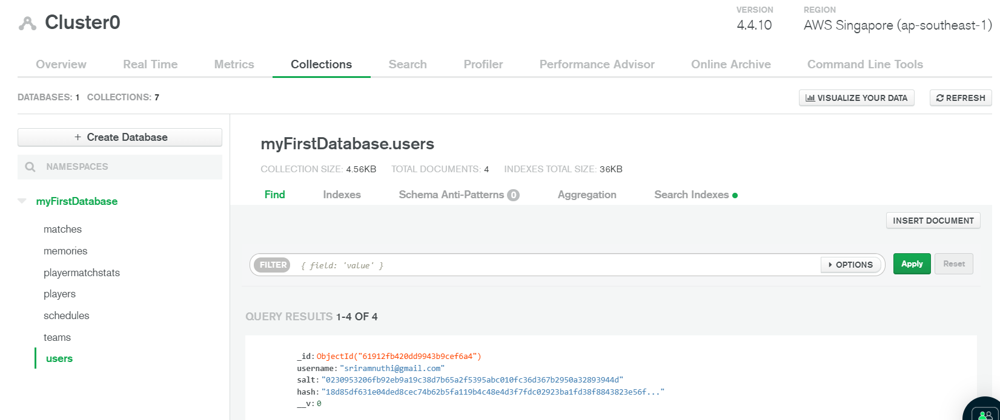 Cluster0
VERSION
4.4.10
REGION
AWS Singapore (ap-southeast-1)
Overview Real Time Metrics Collections Search Profiler Performance Advisor Online Archive Command Line Tools
DATABASES: 1 COLLECTIONS: 7
VISUALIZE YOUR DATA
REFRESH
+ Create Database
NAMESPACES
myFirstDatabase
matches
memories
playermatchstats
players
schedules
teams
users
myFirstDatabase.users
COLLECTION SIZE: 4.56KB TOTAL DOCUMENTS: 4 INDEXES TOTAL SIZE: 36KB
Find Indexes Schema Anti-Patterns 0 Aggregation Search Indexes
INSERT DOCUMENT
FILTER { field: 'value' } OPTIONS Apply Reset
QUERY RESULTS 1-4 OF 4
_id: ObjectId("61912fb420dd9943b9cef6a4")
username: "sriramnuthi@gmail.com"
salt: "0230953206fb92eb9a19c38d7b65a2f5395abc010fc36d367b2950a32893944d"
hash: "18d85df631e04ded8cec74b62b5fa119b4c48e4d3f7fdc02923ba1fd38f8843823e56f..."
__v: 0